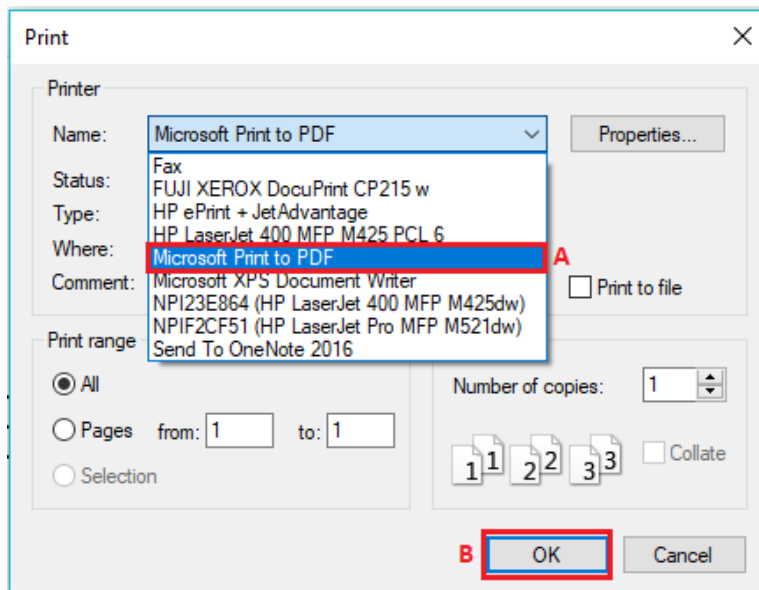 Print
Printer
Name: Microsoft Print to PDF Properties...
Status: Fax
FUJI XEROX DocuPrint CP215 w
Type: HP ePrint + JetAdvantage
HP LaserJet 400 MFP M425 PCL 6
Where: Microsoft Print to PDF A
Comment: Microsoft XPS Document Writer Print to file
NPI23E864 (HP LaserJet 400 MFP M425dw)
NPIF2CF51 (HP LaserJet Pro MFP M521dw)
Print range Send To OneNote 2016
All Number of copies: 1
Pages from: 1 to: 1
1 1 2 2 3 3 Collate
Selection
B OK Cancel